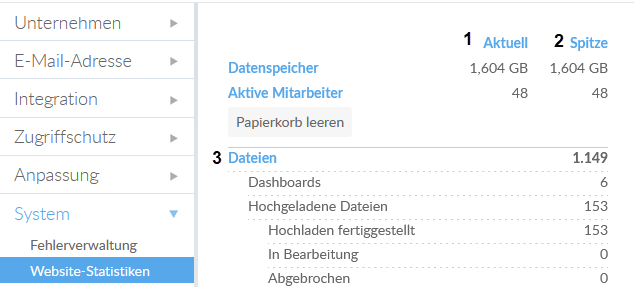 Unternehmen
E-Mail-Adresse
Integration
Zugriffschutz
Anpassung
System
Fehlerverwaltung
Website-Statistiken
1 Aktuell 2 Spitze
Datenspeicher 1,604 GB 1,604 GB
Aktive Mitarbeiter 48 48
Papierkorb leeren
3 Dateien 1.149
Dashboards 6
Hochgeladene Dateien 153
Hochladen fertiggestellt 153
In Bearbeitung 0
Abgebrochen 0